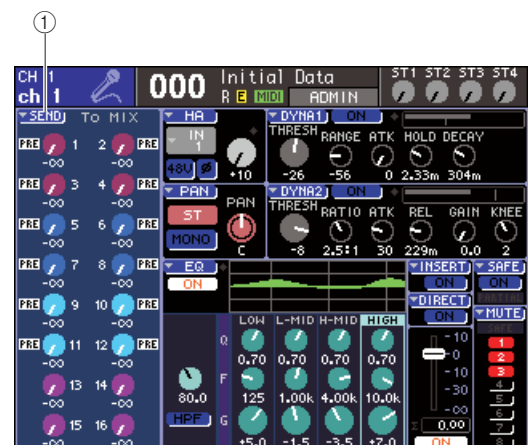 ①
CH 1
ch 1
000
Initial Data
R E MIDI ADMIN
ST1 ST2 ST3 ST4
SEND TO MIX
PRE 1 2 PRE
-∞ -∞
PRE 3 4 PRE
-∞ -∞
PRE 5 6 PRE
-∞ -∞
PRE 7 8 PRE
-∞ -∞
PRE 9 10 PRE
-∞ -∞
PRE 11 12 PRE
-∞ -∞
13 14
-∞ -∞
15 16
-∞ -∞
HA
IN
1
48V ø
+10
DYNA1 ON
THRESH RANGE ATK HOLD DECAY
-26 -56 0 2.33m 304m
PAN
ST
MONO
PAN
C
DYNA2 ON
THRESH RATIO ATK REL GAIN KNEE
-8 2.5:1 30 229m 0.0 2
EQ
ON
LOW L-MID H-MID HIGH
Q
0.70 0.70 0.70 0.70
F
80.0
125 1.00k 4.00k 10.0k
HPF
G
+5.0 -1.5 -3.5 +7.0
INSERT
ON
DIRECT
ON
10
0
-10
-30
-∞
Σ 0.00
ON
SAFE
ON
PARTIAL
MUTE
SAFE
1
2
3
4
5
6
7
8